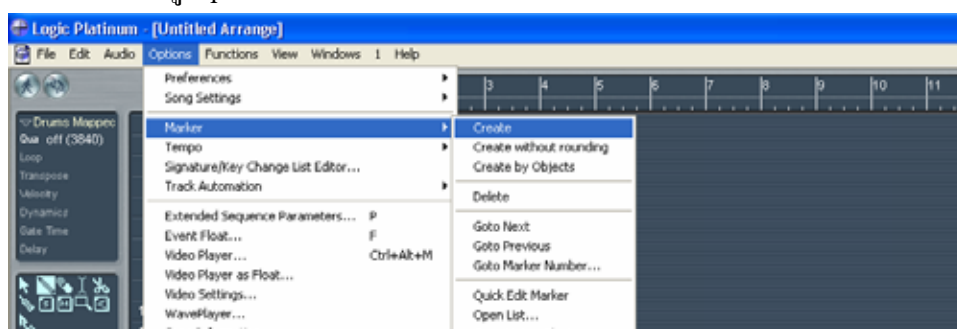 Logic Platinum - [Untitled Arrange]
File Edit Audio Options Functions View Windows 1 Help
3 4 5 6 7 8 9 10 11
Drums Mapped
Qua off (3840)
Loop
Transpose
Velocity
Dynamics
Gate Time
Delay
Preferences
Song Settings
Marker
Tempo
Signature/Key Change List Editor...
Track Automation
Extended Sequence Parameters... P
Event Float... F
Video Player... Ctrl+Alt+M
Video Player as Float...
Video Settings...
WavePlayer...
Create
Create without rounding
Create by Objects
Delete
Goto Next
Goto Previous
Goto Marker Number...
Quick Edit Marker
Open List...